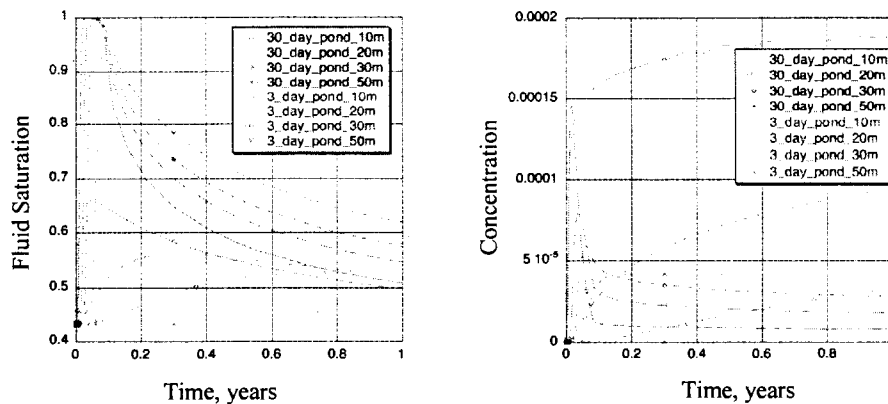 Fluid Saturation
1
0.9
0.8
0.7
0.6
0.5
0.4
0
0.2
0.4
0.6
0.8
1
Time, years
30_day_pond_10m
30_day_pond_20m
30_day_pond_30m
30_day_pond_50m
3_day_pond_10m
3_day_pond_20m
3_day_pond_30m
3_day_pond_50m
Concentration
0.0002
0.00015
0.0001
5 10⁻⁵
0
0
0.2
0.4
0.6
0.8
Time, years
30_day_pond_10m
30_day_pond_20m
30_day_pond_30m
30_day_pond_50m
3_day_pond_10m
3_day_pond_20m
3_day_pond_30m
3_day_pond_50m